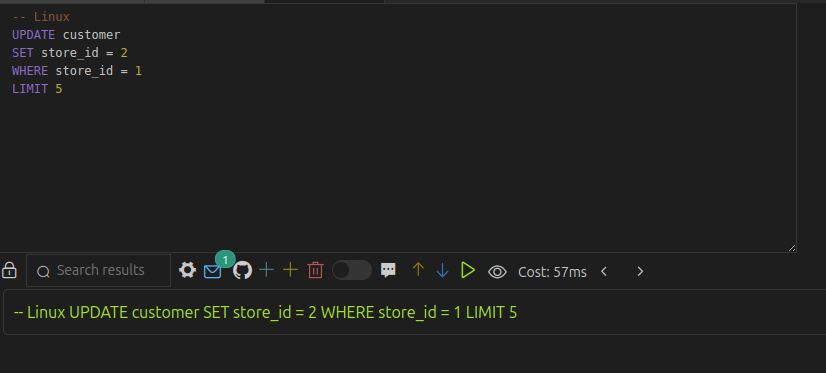 -- Linux
UPDATE customer
SET store_id = 2
WHERE store_id = 1
LIMIT 5
Search results
1
Cost: 57ms
-- Linux UPDATE customer SET store_id = 2 WHERE store_id = 1 LIMIT 5